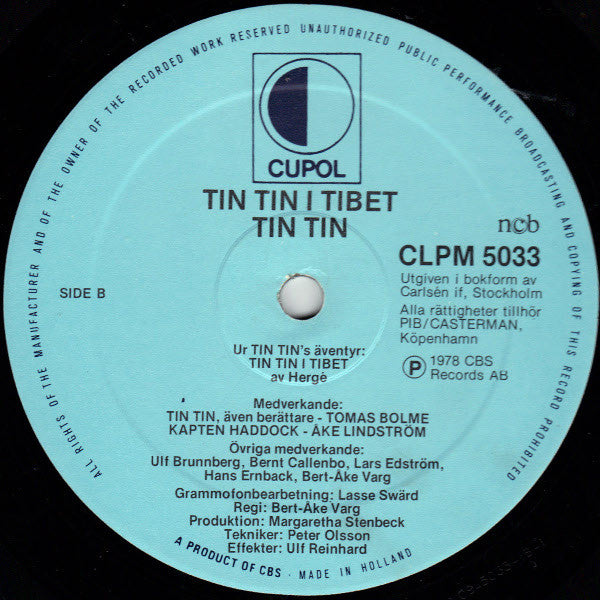 ALL RIGHTS OF THE MANUFACTURER AND OF THE OWNER OF THE RECORDED WORK RESERVED UNAUTHORIZED PUBLIC PERFORMANCE BROADCASTING AND COPYING OF THIS RECORD PROHIBITED
CUPOL
TIN TIN I TIBET
TIN TIN
ncb
CLPM 5033
Utgiven i bokform av
Carlsén if, Stockholm
Alla rättigheter tillhör
PIB/CASTERMAN,
Köpenhamn
Ⓟ 1978 CBS
Records AB
SIDE B
Ur TIN TIN's äventyr:
TIN TIN I TIBET
av Hergè
Medverkande:
TIN TIN, även berättare - TOMAS BOLME
KAPTEN HADDOCK - ÅKE LINDSTRÖM
Övriga medverkande:
Ulf Brunnberg, Bernt Callenbo, Lars Edström,
Hans Ernback, Bert-Åke Varg
Grammofonbearbetning: Lasse Swärd
Regi: Bert-Åke Varg
Produktion: Margaretha Stenbeck
Tekniker: Peter Olsson
Effekter: Ulf Reinhard
A PRODUCT OF CBS · MADE IN HOLLAND